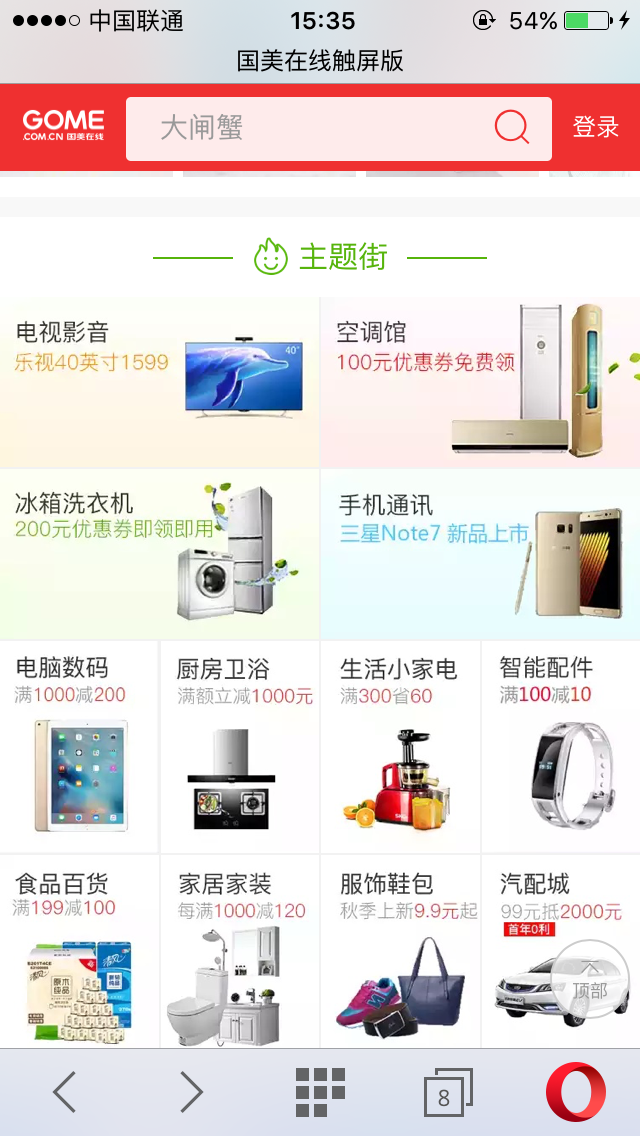 中国联通 15:35 54%
国美在线触屏版
GOME
.COM.CN 国美在线
大闸蟹
登录
主题街
电视影音
乐视40英寸1599
40"
空调馆
100元优惠券免费领
冰箱洗衣机
200元优惠券即领即用
手机通讯
三星Note7 新品上市
电脑数码
满1000减200
厨房卫浴
满额立减1000元
生活小家电
满300省60
智能配件
满100减10
食品百货
满199减100
清风
原木
纯品
清风
家居家装
每满1000减120
服饰鞋包
秋季上新9.9元起
汽配城
99元抵2000元
首年0利
顶部
8